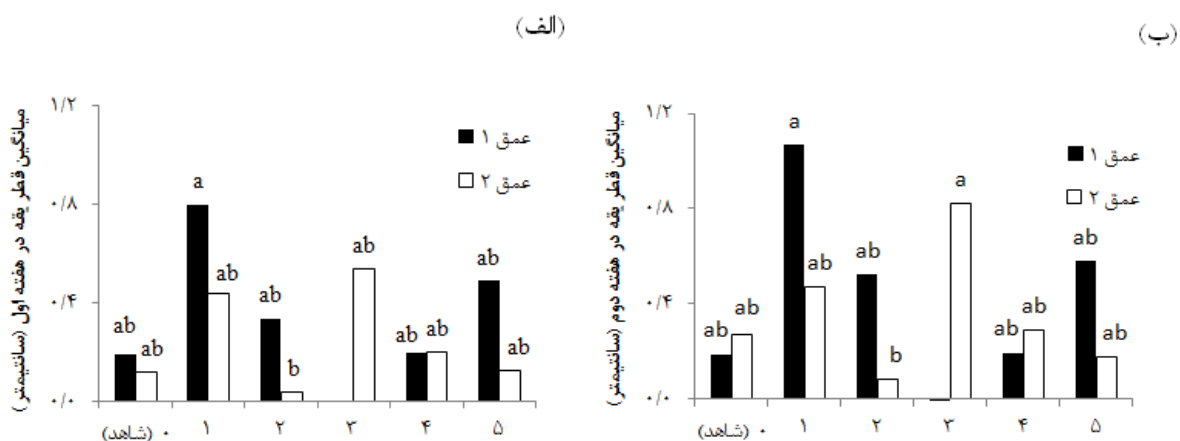 (الف)
میانگین قطر یقه در هفته اول (سانتیمتر)
۱/۲
۰/۸
۰/۴
۰/۰
عمق ۱
عمق ۲
ab
ab
a
ab
ab
b
ab
ab
ab
ab
ab
۰ (شاهد)
۱
۲
۳
۴
۵
(ب)
میانگین قطر یقه در هفته دوم (سانتیمتر)
۱/۲
۰/۸
۰/۴
۰/۰
عمق ۱
عمق ۲
ab
ab
a
ab
ab
b
a
ab
ab
ab
ab
۰ (شاهد)
۱
۲
۳
۴
۵